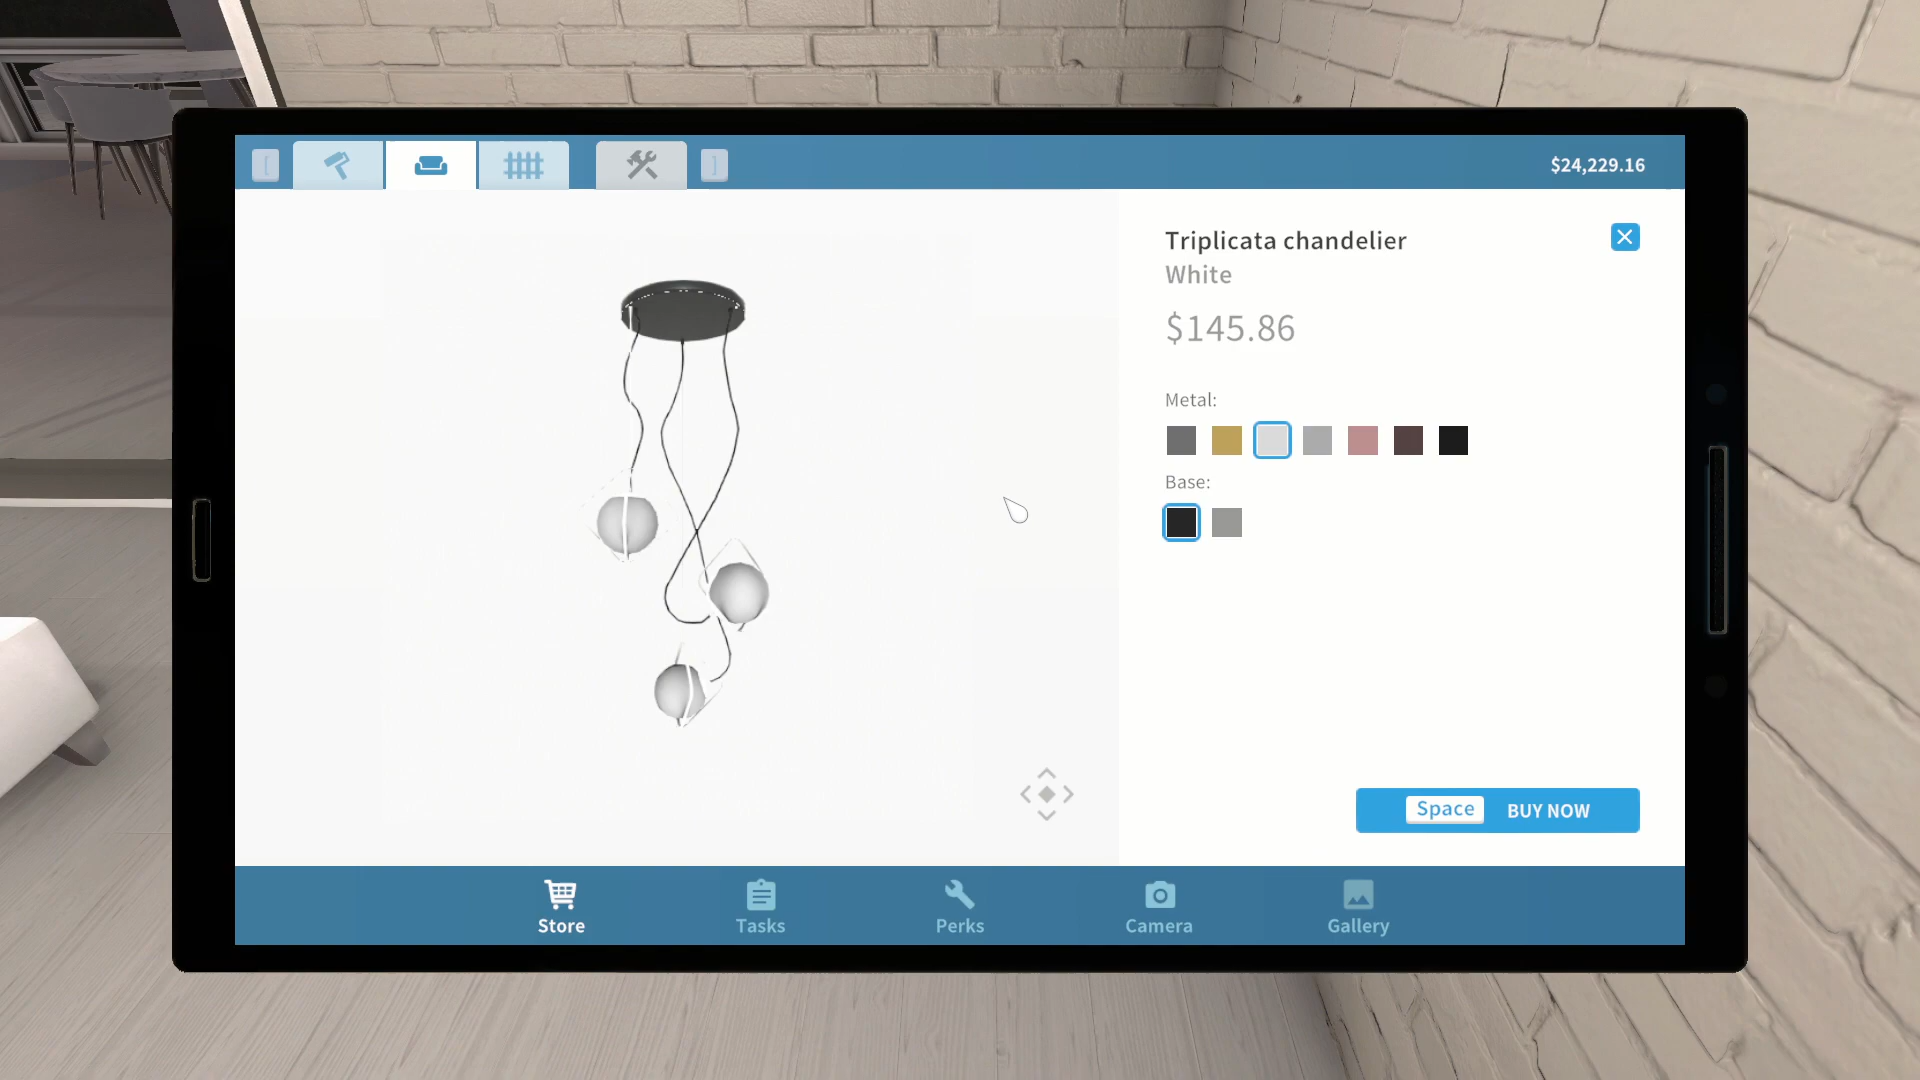 [
]
$24,229.16
Triplicata chandelier
White
$145.86
Metal:
Base:
Space BUY NOW
Store
Tasks
Perks
Camera
Gallery